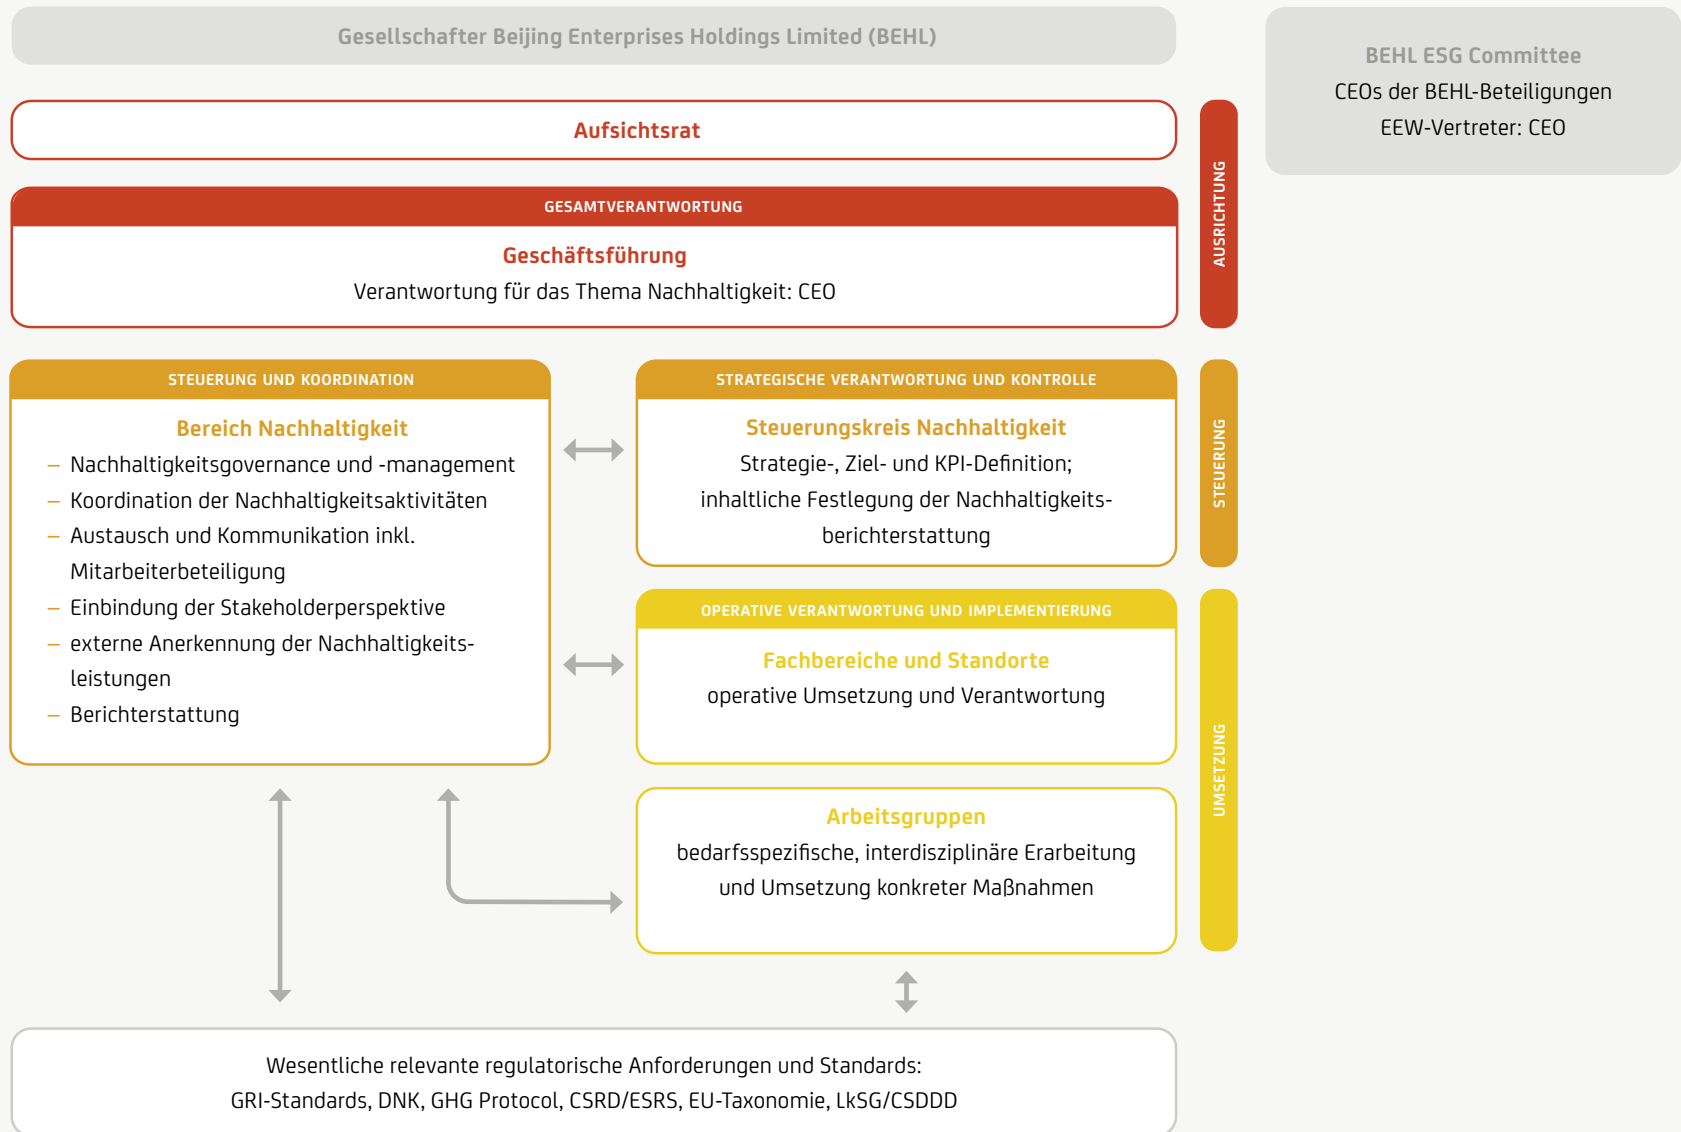 Gesellschafter Beijing Enterprises Holdings Limited (BEHL)
BEHL ESG Committee
CEOs der BEHL-Beteiligungen
EEW-Vertreter: CEO
Aufsichtsrat
GESAMTVERANTWORTUNG
Geschäftsführung
Verantwortung für das Thema Nachhaltigkeit: CEO
AUSRICHTUNG
STEUERUNG UND KOORDINATION
Bereich Nachhaltigkeit
– Nachhaltigkeitsgovernance und -management
– Koordination der Nachhaltigkeitsaktivitäten
– Austausch und Kommunikation inkl.
Mitarbeiterbeteiligung
– Einbindung der Stakeholderperspektive
– externe Anerkennung der Nachhaltigkeits-
leistungen
– Berichterstattung
STRATEGISCHE VERANTWORTUNG UND KONTROLLE
Steuerungskreis Nachhaltigkeit
Strategie-, Ziel- und KPI-Definition;
inhaltliche Festlegung der Nachhaltigkeits-
berichterstattung
STEUERUNG
OPERATIVE VERANTWORTUNG UND IMPLEMENTIERUNG
Fachbereiche und Standorte
operative Umsetzung und Verantwortung
Arbeitsgruppen
bedarfsspezifische, interdisziplinäre Erarbeitung
und Umsetzung konkreter Maßnahmen
UMSETZUNG
Wesentliche relevante regulatorische Anforderungen und Standards:
GRI-Standards, DNK, GHG Protocol, CSRD/ESRS, EU-Taxonomie, LkSG/CSDDD